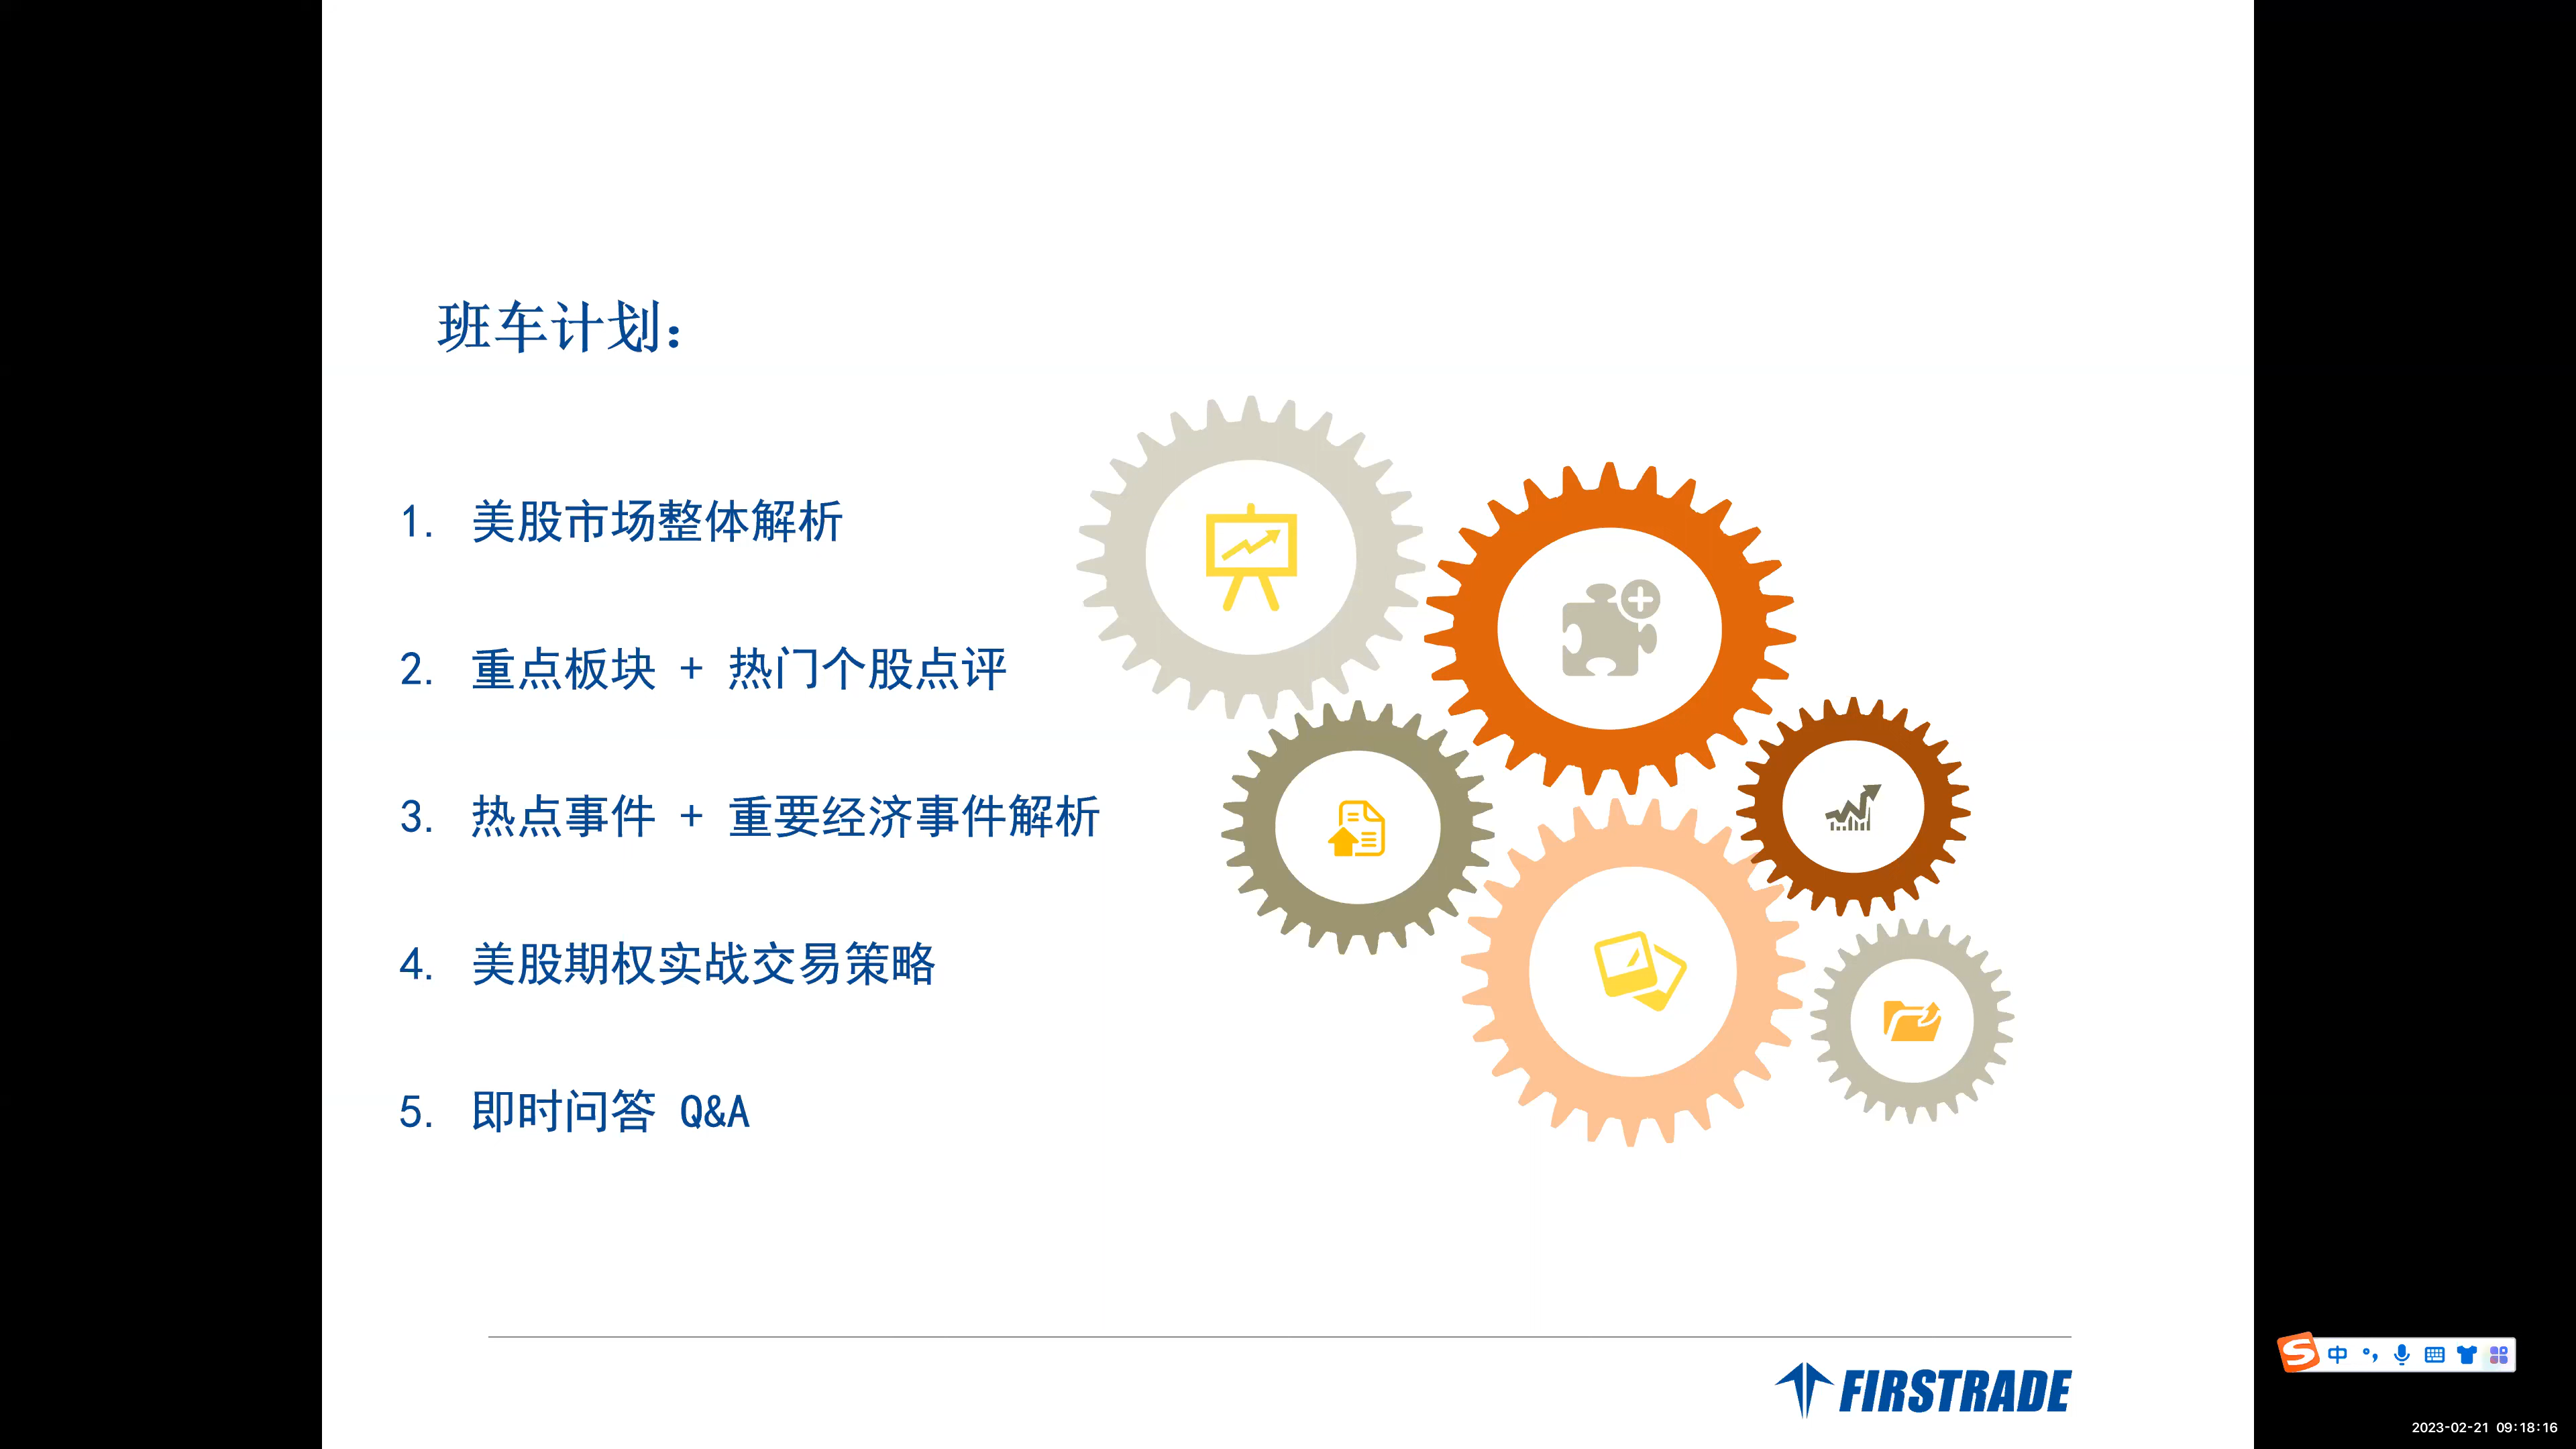 班车计划：
1. 美股市场整体解析
2. 重点板块 + 热门个股点评
3. 热点事件 + 重要经济事件解析
4. 美股期权实战交易策略
5. 即时问答 Q&A
FIRSTRADE
中
2023-02-21 09:18:16